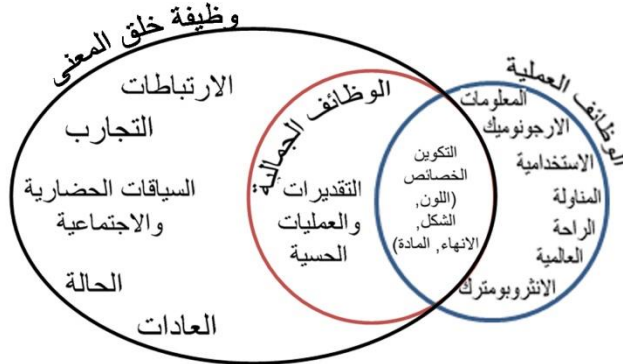 وظيفة خلق المعنى
الارتباطات
التجارب
السياقات الحضارية
والاجتماعية
الحالة
العادات
الوظائف الجمالية
التقديرات
والعمليات
الحسية
التكوين
الخصائص
(اللون,
الشكل,
الانهاء, المادة)
الوظائف العملية
المعلومات
الارجونوميك
الاستخدامية
المناولة
الراحة
العالمية
الانثروبومترك